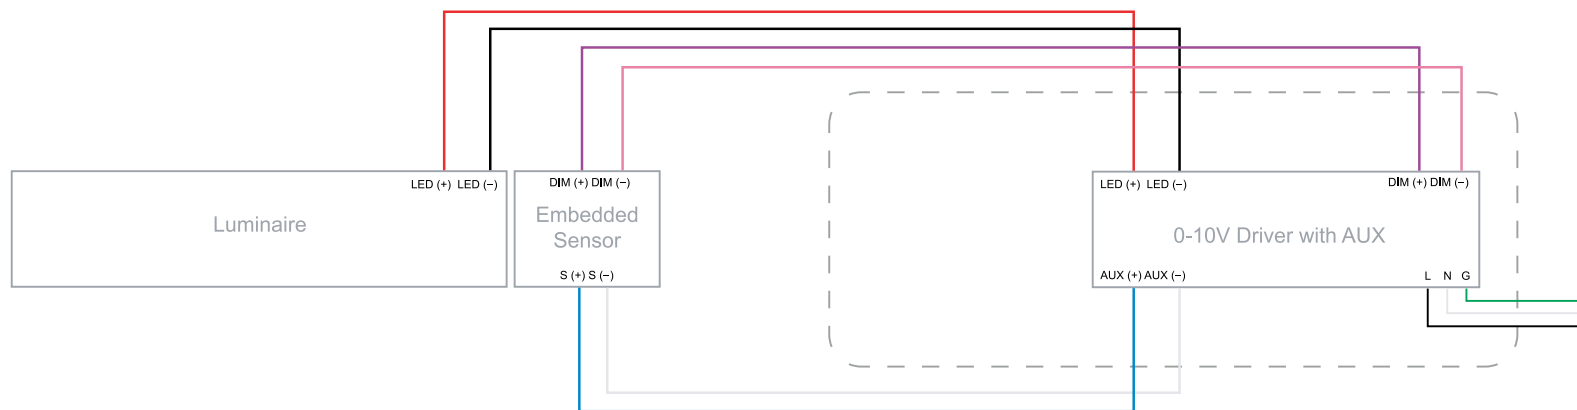 LED (+) LED (–)
Luminaire
DIM (+) DIM (–)
Embedded
Sensor
S (+) S (–)
LED (+) LED (–)
DIM (+) DIM (–)
0-10V Driver with AUX
AUX (+) AUX (–)
L N G